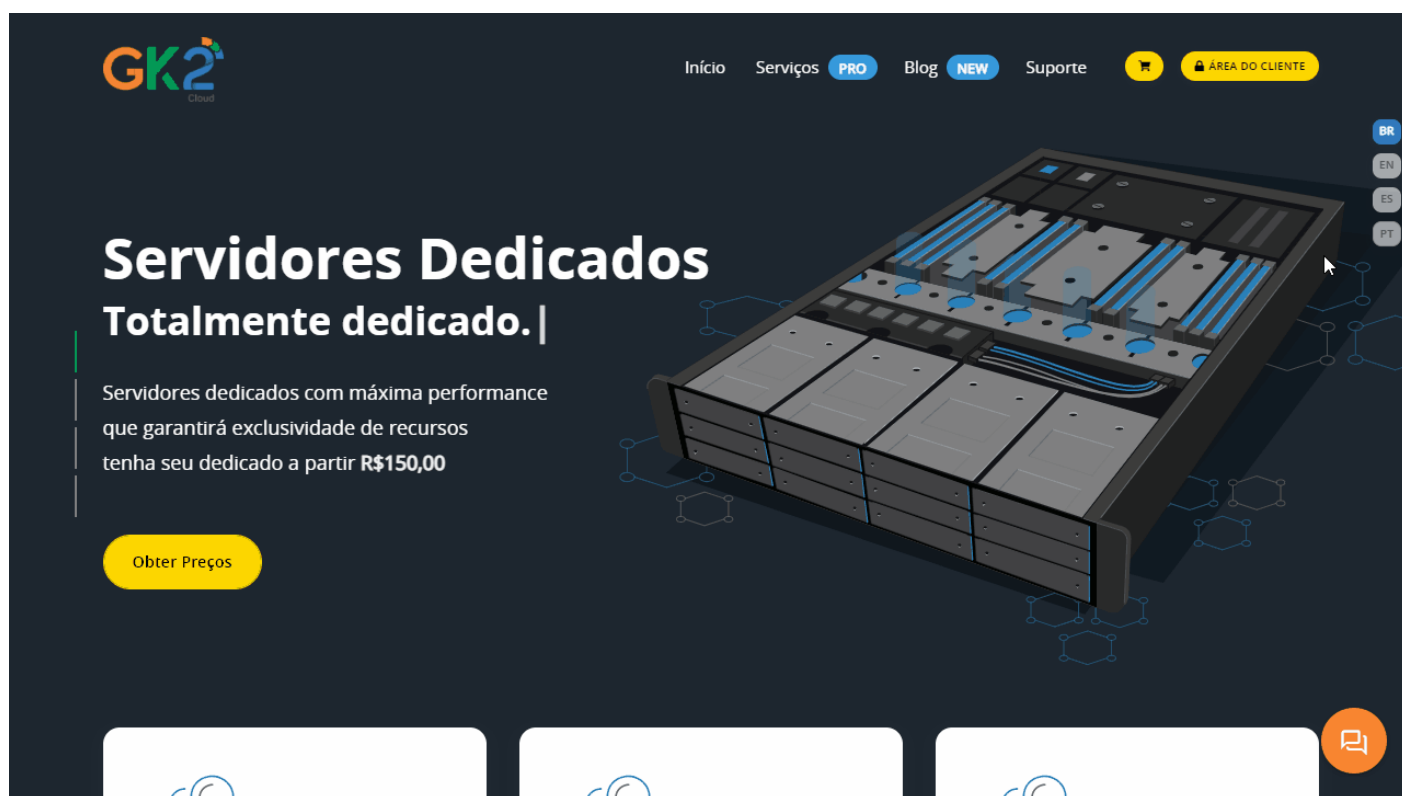 GK2
Cloud
Início Serviços PRO Blog NEW Suporte ÁREA DO CLIENTE
BR
EN
ES
PT
Servidores Dedicados
Totalmente dedicado.|
Servidores dedicados com máxima performance
que garantirá exclusividade de recursos
tenha seu dedicado a partir R$150,00
Obter Preços